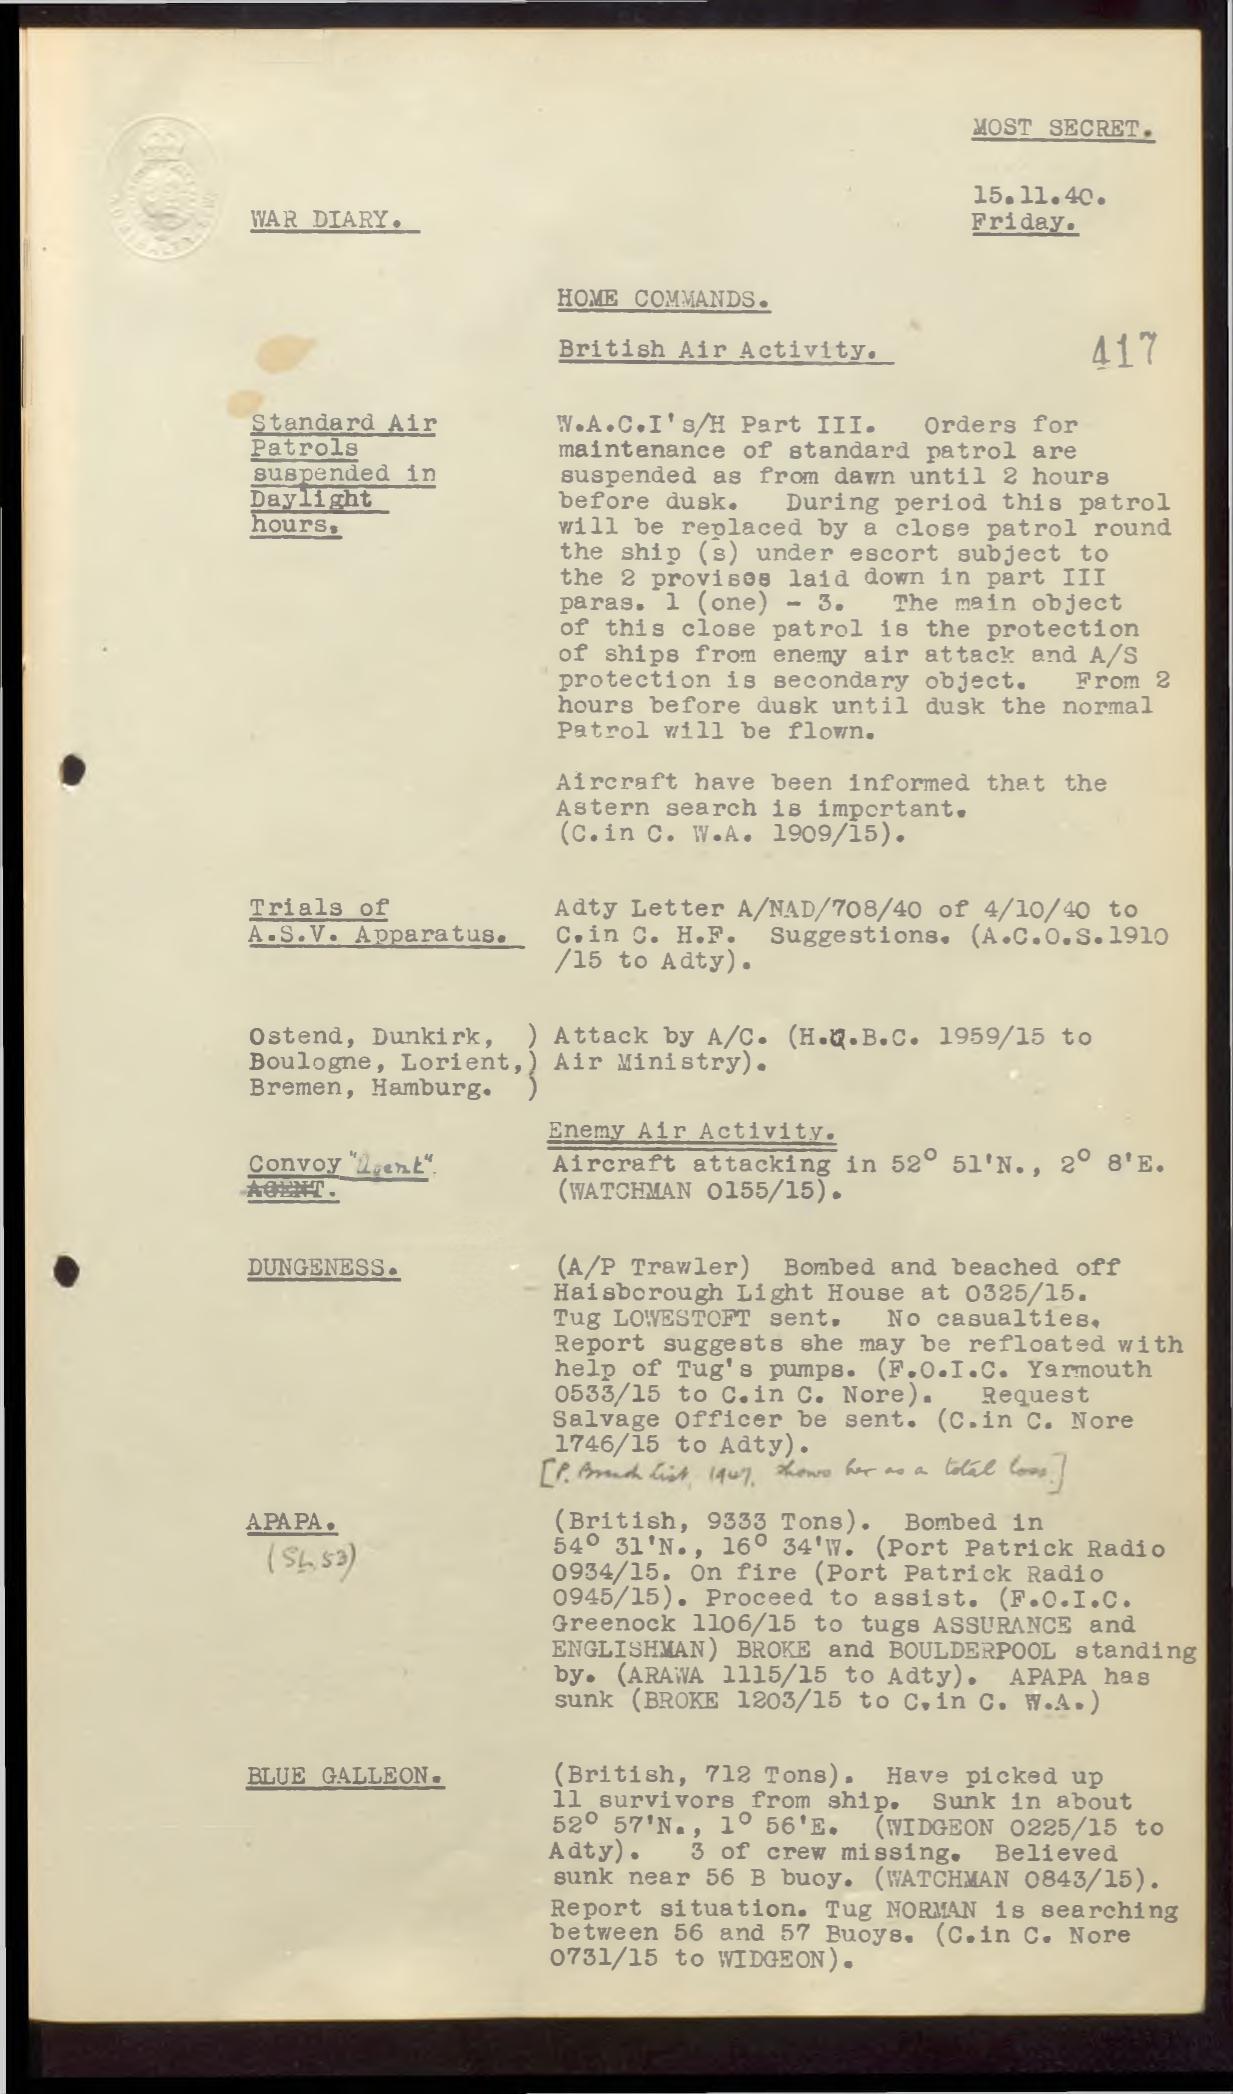 MOST SECRET.
15.11.40.
Friday.
WAR DIARY.
HOME COMMANDS.
British Air Activity.
417
Standard Air
Patrols
suspended in
Daylight
hours.
W.A.C.I's/H Part III. Orders for
maintenance of standard patrol are
suspended as from dawn until 2 hours
before dusk. During period this patrol
will be replaced by a close patrol round
the ship (s) under escort subject to
the 2 provisos laid down in part III
paras. 1 (one) - 3. The main object
of this close patrol is the protection
of ships from enemy air attack and A/S
protection is secondary object. From 2
hours before dusk until dusk the normal
Patrol will be flown.
Aircraft have been informed that the
Astern search is important.
(C.in C. W.A. 1909/15).
Trials of
A.S.V. Apparatus.
Adty Letter A/NAD/708/40 of 4/10/40 to
C.in C. H.F. Suggestions. (A.C.O.S.1910
/15 to Adty).
Ostend, Dunkirk, )
Boulogne, Lorient,)
Bremen, Hamburg. )
Attack by A/C. (H.Q.B.C. 1959/15 to
Air Ministry).
Enemy Air Activity.
Convoy "Agent".
AGENT.
Aircraft attacking in 52° 51'N., 2° 8'E.
(WATCHMAN 0155/15).
DUNGENESS.
(A/P Trawler) Bombed and beached off
Haisborough Light House at 0325/15.
Tug LOWESTOFT sent. No casualties.
Report suggests she may be refloated with
help of Tug's pumps. (F.O.I.C. Yarmouth
0533/15 to C.in C. Nore). Request
Salvage Officer be sent. (C.in C. Nore
1746/15 to Adty).
[P. Branch List, 1947, shows her as a total loss.]
APAPA.
(SL 53)
(British, 9333 Tons). Bombed in
54° 31'N., 16° 34'W. (Port Patrick Radio
0934/15. On fire (Port Patrick Radio
0945/15). Proceed to assist. (F.O.I.C.
Greenock 1106/15 to tugs ASSURANCE and
ENGLISHMAN) BROKE and BOULDERPOOL standing
by. (ARAWA 1115/15 to Adty). APAPA has
sunk (BROKE 1203/15 to C.in C. W.A.)
BLUE GALLEON.
(British, 712 Tons). Have picked up
11 survivors from ship. Sunk in about
52° 57'N., 1° 56'E. (WIDGEON 0225/15 to
Adty). 3 of crew missing. Believed
sunk near 56 B buoy. (WATCHMAN 0843/15).
Report situation. Tug NORMAN is searching
between 56 and 57 Buoys. (C.in C. Nore
0731/15 to WIDGEON).